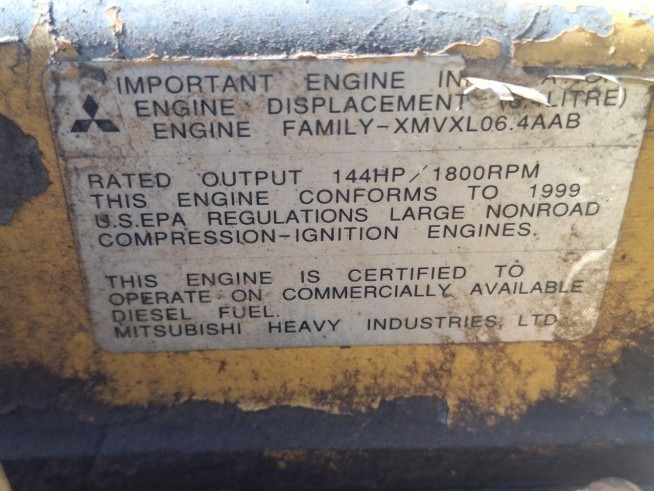 IMPORTANT ENGINE
ENGINE DISPLACEMENT LITRE)
ENGINE FAMILY-XMVXL06.4AAB
RATED OUTPUT 144HP/1800RPM
THIS ENGINE CONFORMS TO 1999
U.S.EPA REGULATIONS LARGE NONROAD
COMPRESSION-IGNITION ENGINES.
THIS ENGINE IS CERTIFIED TO
OPERATE ON COMMERCIALLY AVAILABLE
DIESEL FUEL.
MITSUBISHI HEAVY INDUSTRIES, LTD